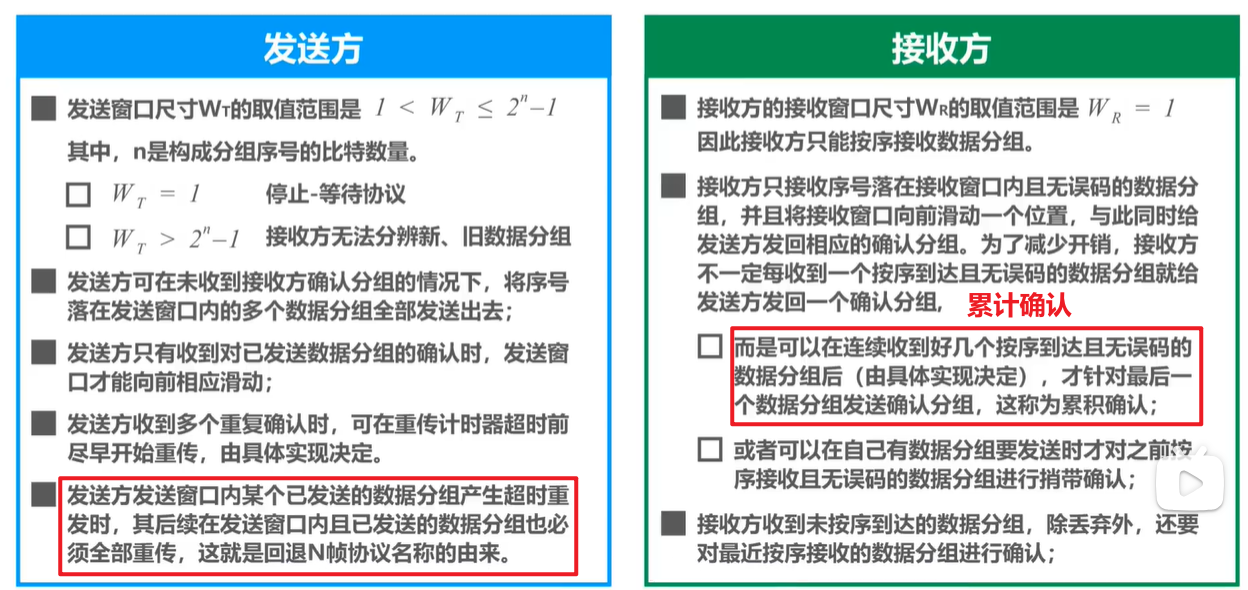 发送方
发送窗口尺寸WT的取值范围是 1 < W_T ≤ 2^n–1
其中，n是构成分组序号的比特数量。
W_T = 1 停止-等待协议
W_T > 2^n–1 接收方无法分辨新、旧数据分组
发送方可在未收到接收方确认分组的情况下，将序号
落在发送窗口内的多个数据分组全部发送出去；
发送方只有收到对已发送数据分组的确认时，发送窗
口才能向前相应滑动；
发送方收到多个重复确认时，可在重传计时器超时前
尽早开始重传，由具体实现决定。
发送方发送窗口内某个已发送的数据分组产生超时重
发时，其后续在发送窗口内且已发送的数据分组也必
须全部重传，这就是回退N帧协议名称的由来。
接收方
接收方的接收窗口尺寸WR的取值范围是 W_R = 1
因此接收方只能按序接收数据分组。
接收方只接收序号落在接收窗口内且无误码的数据分
组，并且将接收窗口向前滑动一个位置，与此同时给
发送方发回相应的确认分组。为了减少开销，接收方
不一定每收到一个按序到达且无误码的数据分组就给
发送方发回一个确认分组,
累计确认
而是可以在连续收到好几个按序到达且无误码的
数据分组后（由具体实现决定），才针对最后一
个数据分组发送确认分组，这称为累积确认；
或者可以在自己有数据分组要发送时才对之前按
序接收且无误码的数据分组进行捎带确认；
接收方收到未按序到达的数据分组，除丢弃外，还要
对最近按序接收的数据分组进行确认；